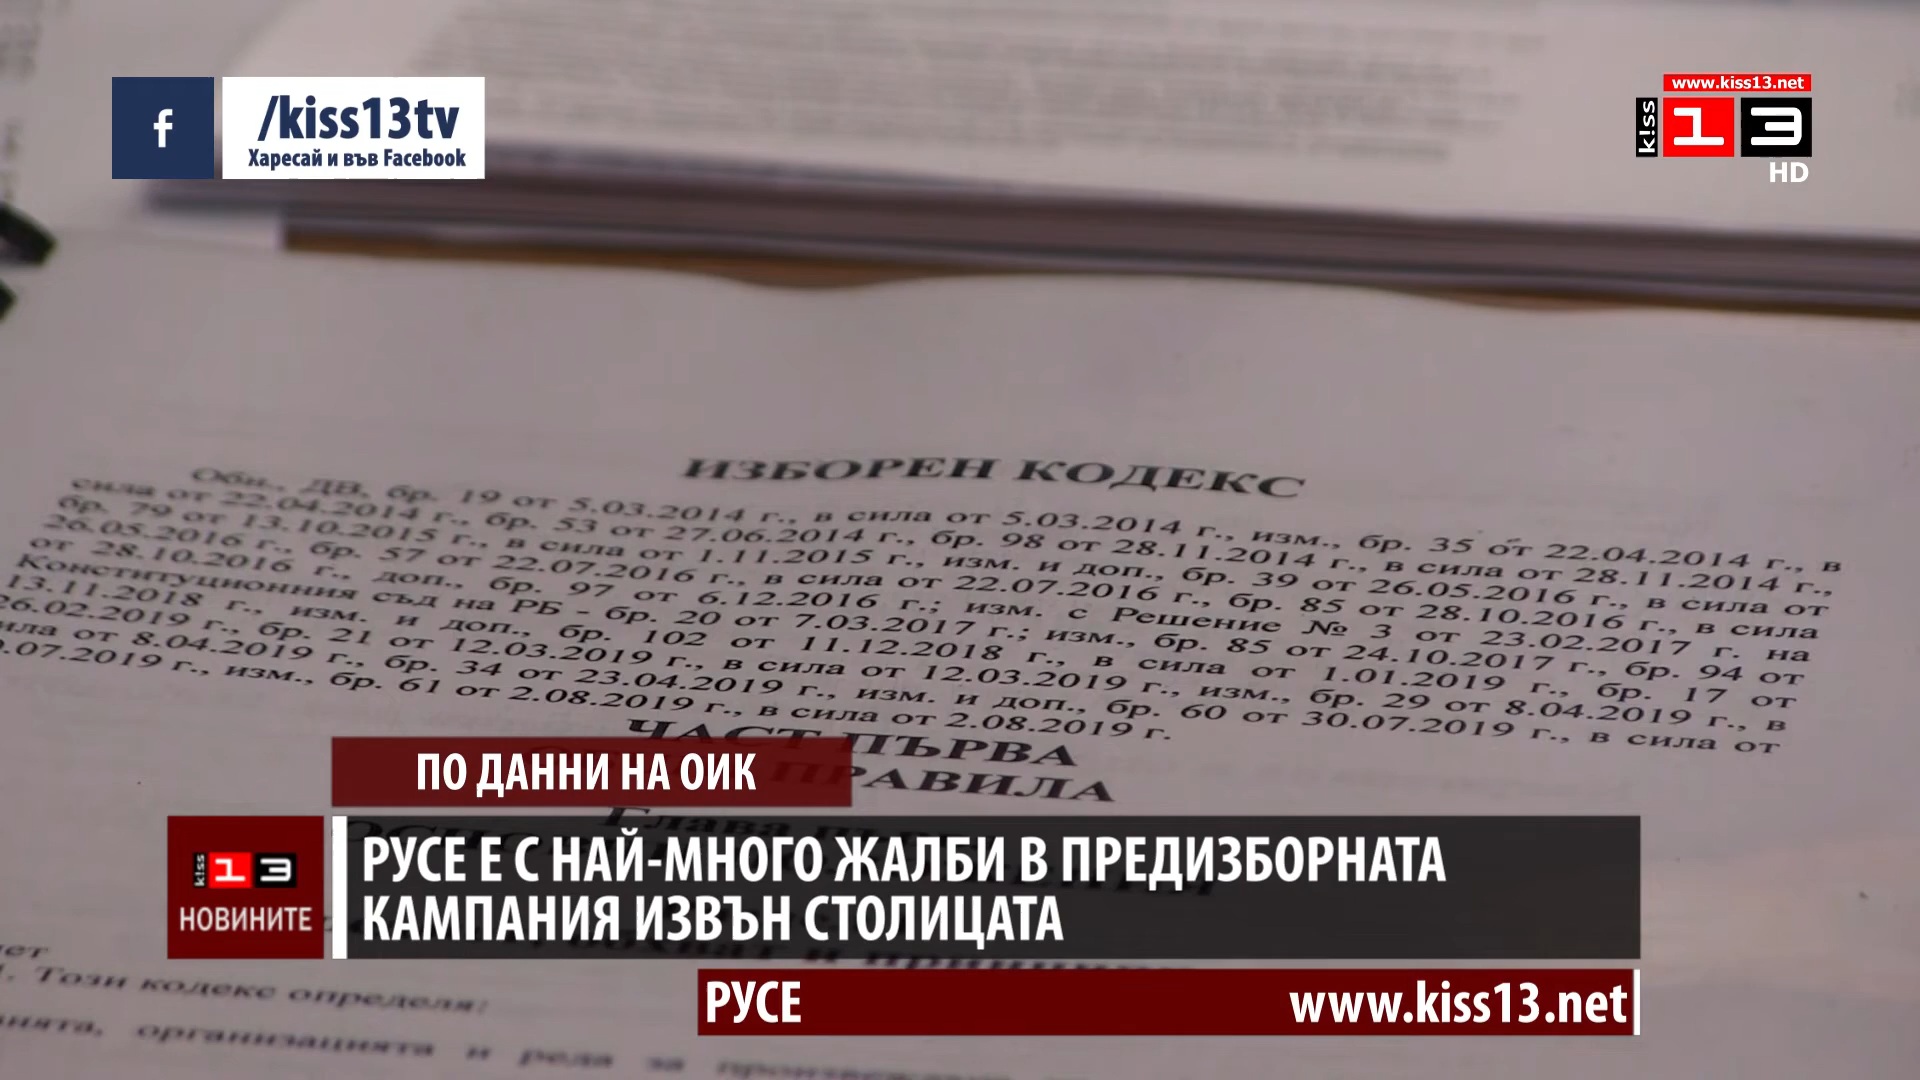 /kiss13tv
Харесай и във Facebook
www.kiss13.net
k!ss 13
HD
ИЗБОРЕН КОДЕКС
Обн., ДВ, бр. 19 от 5.03.2014 г., в сила от 5.03.2014 г., изм., бр. 35 от 22.04.2014 г., в
сила от 22.04.2014 г., бр. 53 от 27.06.2014 г., бр. 98 от 28.11.2014 г., в сила от 28.11.2014 г.,
бр. 79 от 13.10.2015 г., в сила от 1.11.2015 г., изм. и доп., бр. 39 от 26.05.2016 г., в сила от
26.05.2016 г., бр. 57 от 22.07.2016 г., в сила от 22.07.2016 г., бр. 85 от 28.10.2016 г., в сила
от 28.10.2016 г., доп., бр. 97 от 6.12.2016 г.; изм. с Решение № 3 от 23.02.2017 г. на
Конституционния съд на РБ - бр. 20 от 7.03.2017 г.; изм., бр. 85 от 24.10.2017 г., бр. 94 от
13.11.2018 г., изм. и доп., бр. 102 от 11.12.2018 г., в сила от 1.01.2019 г., бр. 17 от
26.02.2019 г., бр. 21 от 12.03.2019 г., в сила от 12.03.2019 г., изм., бр. 29 от 8.04.2019 г., в
сила от 8.04.2019 г., бр. 34 от 23.04.2019 г., изм. и доп., бр. 60 от 30.07.2019 г., в сила от
.07.2019 г., изм., бр. 61 от 2.08.2019 г., в сила от 2.08.2019 г.
ЧАСТ ПЪРВА
ПРАВИЛА
ПО ДАННИ НА ОИК
Глава
k!ss 13
НОВИНИТЕ
РУСЕ Е С НАЙ-МНОГО ЖАЛБИ В ПРЕДИЗБОРНАТА
КАМПАНИЯ ИЗВЪН СТОЛИЦАТА
Този кодекс определя:
организацията и реда за
РУСЕ
www.kiss13.net